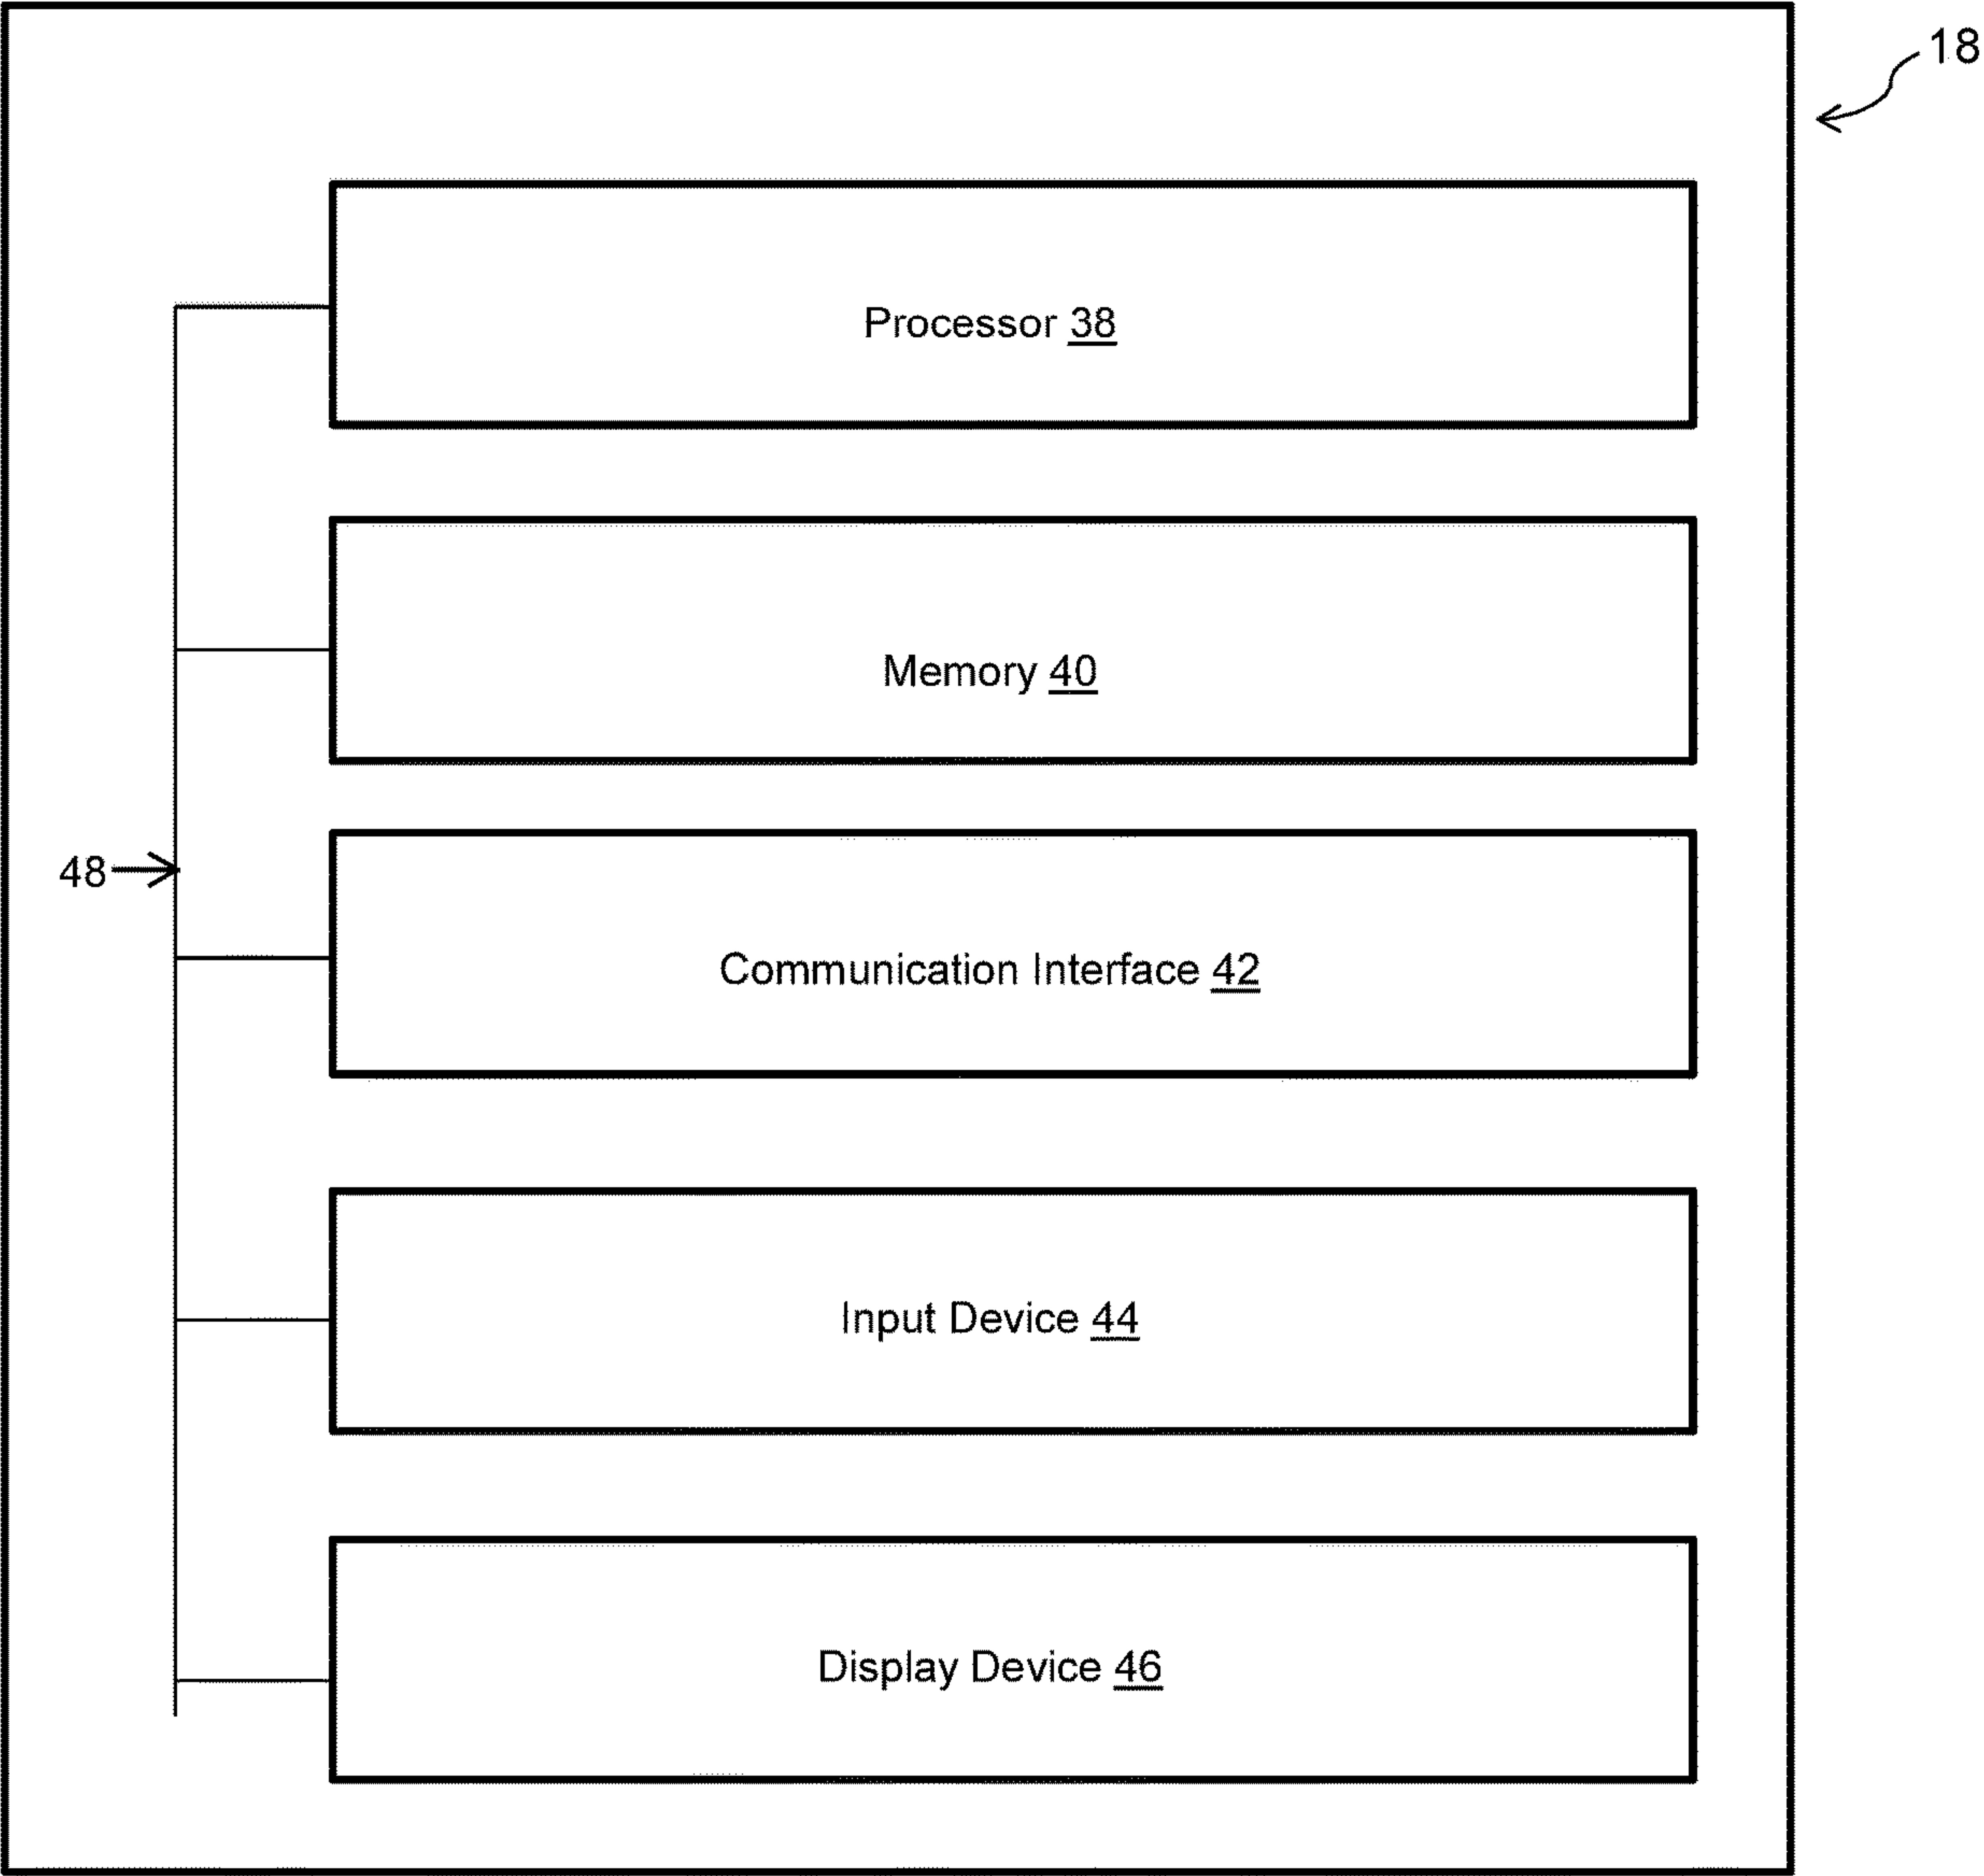 18
Processor 38
Memory 40
48
Communication Interface 42
Input Device 44
Display Device 46